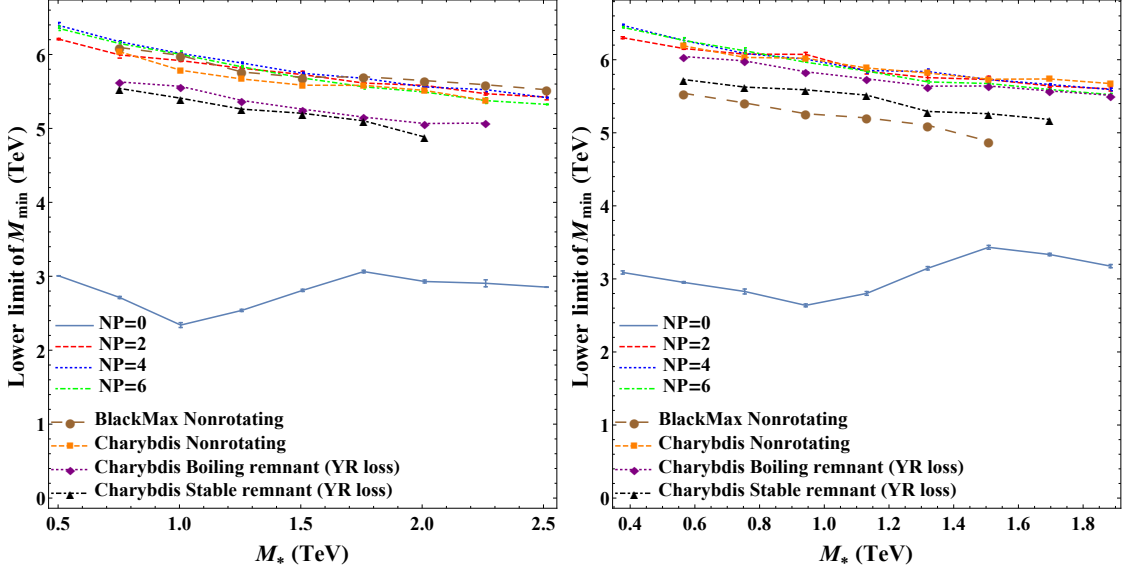 Lower limit of M_min (TeV)
6
5
4
3
2
1
0
NP=0
NP=2
NP=4
NP=6
BlackMax Nonrotating
Charybdis Nonrotating
Charybdis Boiling remnant (YR loss)
Charybdis Stable remnant (YR loss)
0.5 1.0 1.5 2.0 2.5
M_* (TeV)
Lower limit of M_min (TeV)
6
5
4
3
2
1
0
NP=0
NP=2
NP=4
NP=6
BlackMax Nonrotating
Charybdis Nonrotating
Charybdis Boiling remnant (YR loss)
Charybdis Stable remnant (YR loss)
0.4 0.6 0.8 1.0 1.2 1.4 1.6 1.8
M_* (TeV)